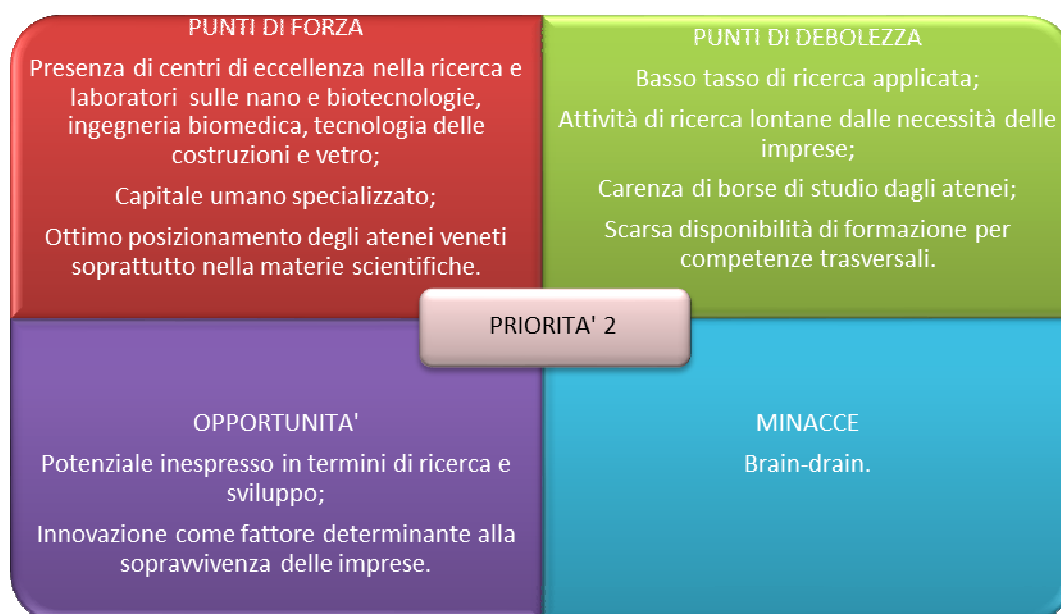 PUNTI DI FORZA
Presenza di centri di eccellenza nella ricerca e
laboratori sulle nano e biotecnologie,
ingegneria biomedica, tecnologia delle
costruzioni e vetro;
Capitale umano specializzato;
Ottimo posizionamento degli atenei veneti
soprattutto nella materie scientifiche.
PUNTI DI DEBOLEZZA
Basso tasso di ricerca applicata;
Attività di ricerca lontane dalle necessità delle
imprese;
Carenza di borse di studio dagli atenei;
Scarsa disponibilità di formazione per
competenze trasversali.
PRIORITA' 2
OPPORTUNITA'
Potenziale inespresso in termini di ricerca e
sviluppo;
Innovazione come fattore determinante alla
sopravvivenza delle imprese.
MINACCE
Brain-drain.